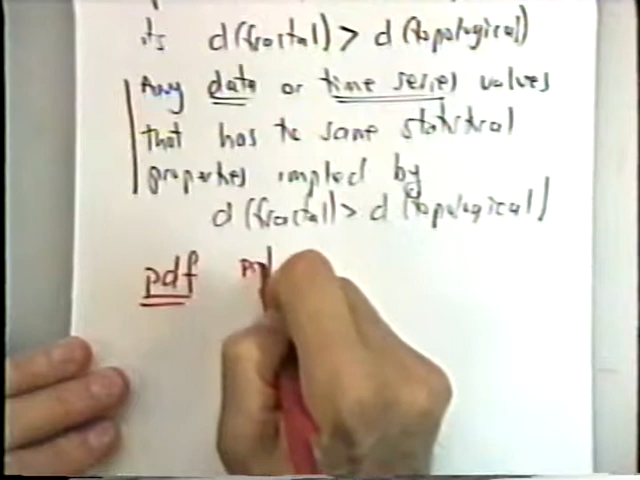 its d(fractal) > d(topological)
Any data or time series values
that has the same statistical
properties implied by
d(fractal) > d(topological)
pdf